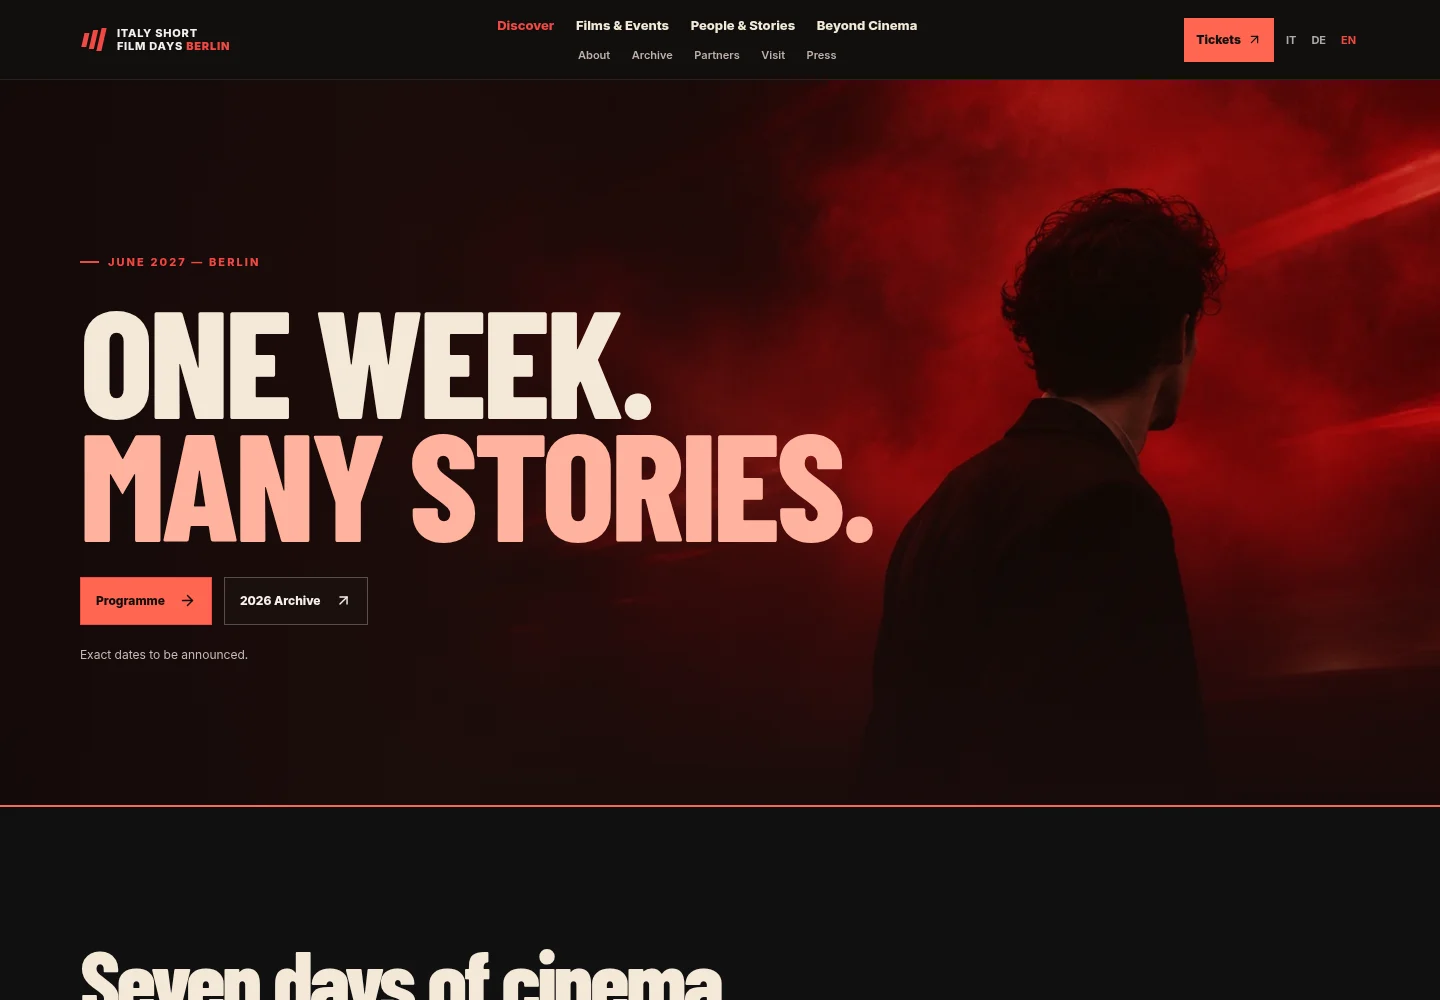 ITALY SHORT
FILM DAYS BERLIN
Discover Films & Events People & Stories Beyond Cinema
About Archive Partners Visit Press
Tickets IT DE EN
JUNE 2027 — BERLIN
ONE WEEK.
MANY STORIES.
Programme 2026 Archive
Exact dates to be announced.
Seven days of cinema